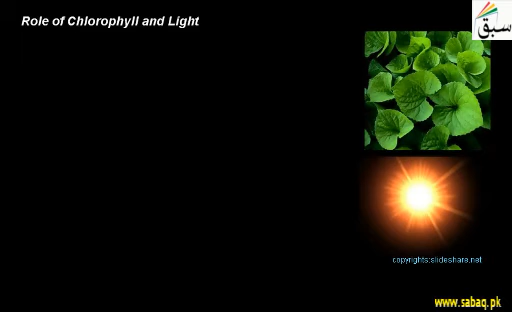 Role of Chlorophyll and Light
سبق
copyrights:slideshare.net
www.sabaq.pk